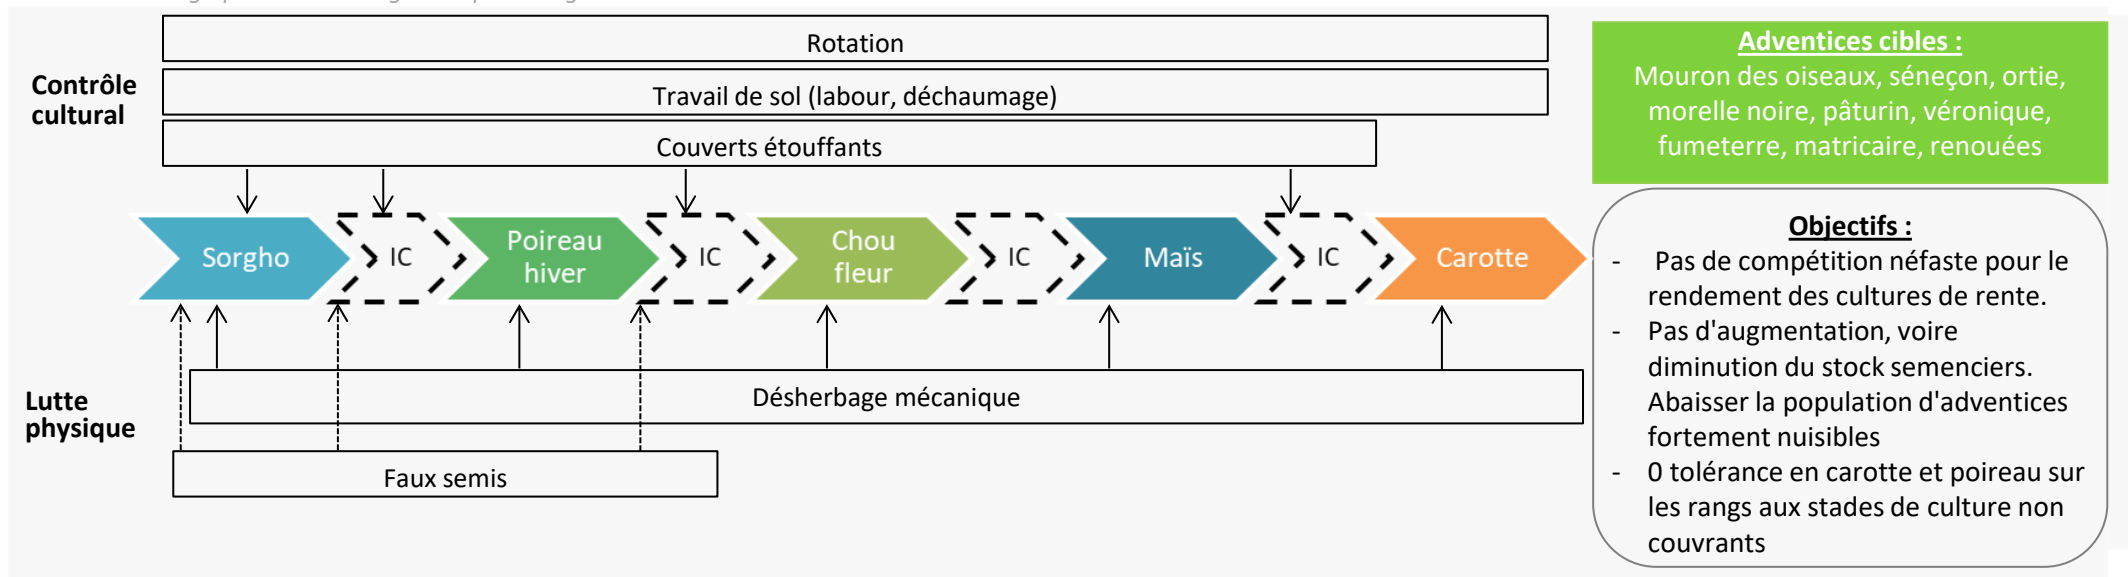 Rotation
Contrôle
cultural
Travail de sol (labour, déchaumage)
Couverts étouffants
Sorgho
IC
Poireau
hiver
IC
Chou
fleur
IC
Maïs
IC
Carotte
Lutte
physique
Désherbage mécanique
Faux semis
Adventices cibles :
Mouron des oiseaux, séneçon, ortie,
morelle noire, pâturin, véronique,
fumeterre, matricaire, renouées
Objectifs :
- Pas de compétition néfaste pour le
rendement des cultures de rente.
- Pas d'augmentation, voire
diminution du stock semenciers.
Abaisser la population d'adventices
fortement nuisibles
- 0 tolérance en carotte et poireau sur
les rangs aux stades de culture non
couvrants